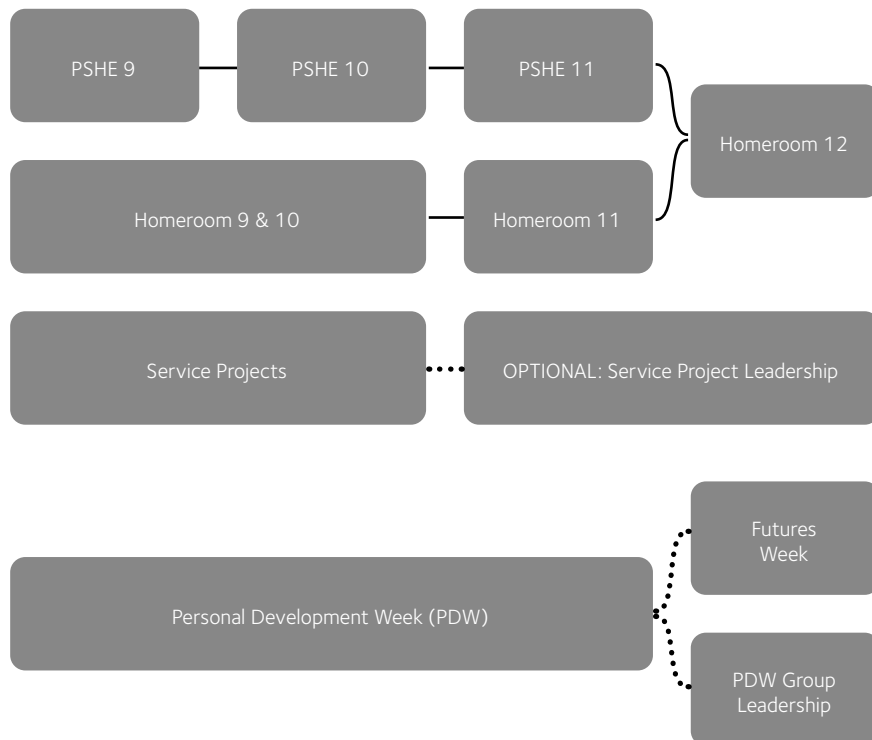 PSHE 9
PSHE 10
PSHE 11
Homeroom 12
Homeroom 9 & 10
Homeroom 11
Service Projects
OPTIONAL: Service Project Leadership
Futures
Week
Personal Development Week (PDW)
PDW Group
Leadership